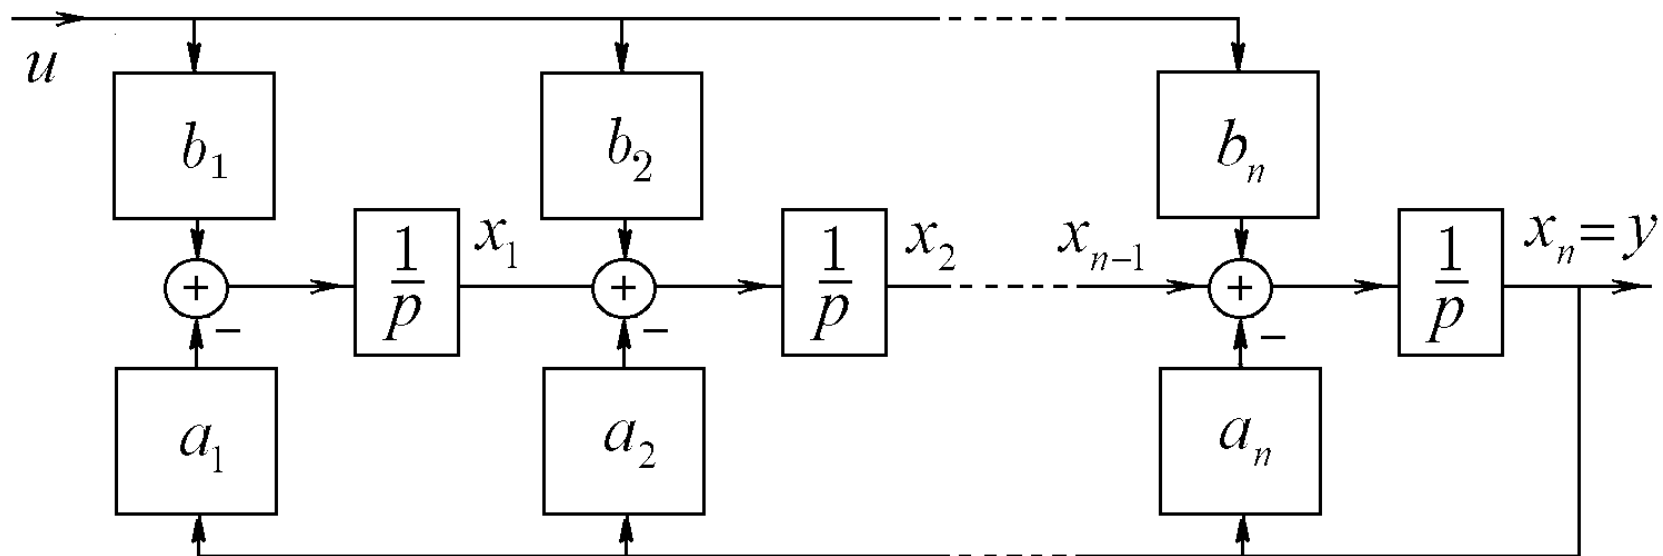 u
b₁ b₂ bₙ
x₁ x₂ xₙ₋₁ xₙ = y
1/p 1/p 1/p
+ + +
− − −
a₁ a₂ aₙ